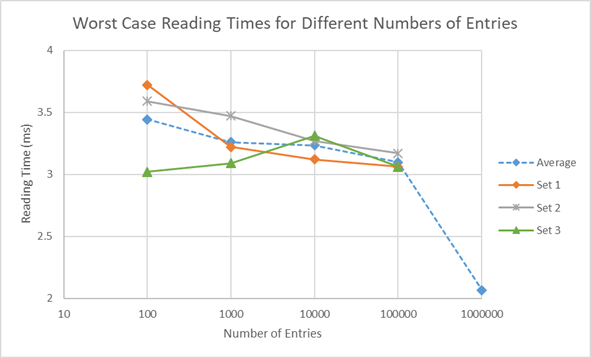 Worst Case Reading Times for Different Numbers of Entries
4
3.5
3
2.5
2
Reading Time (ms)
10 100 1000 10000 100000 1000000
Number of Entries
Average
Set 1
Set 2
Set 3